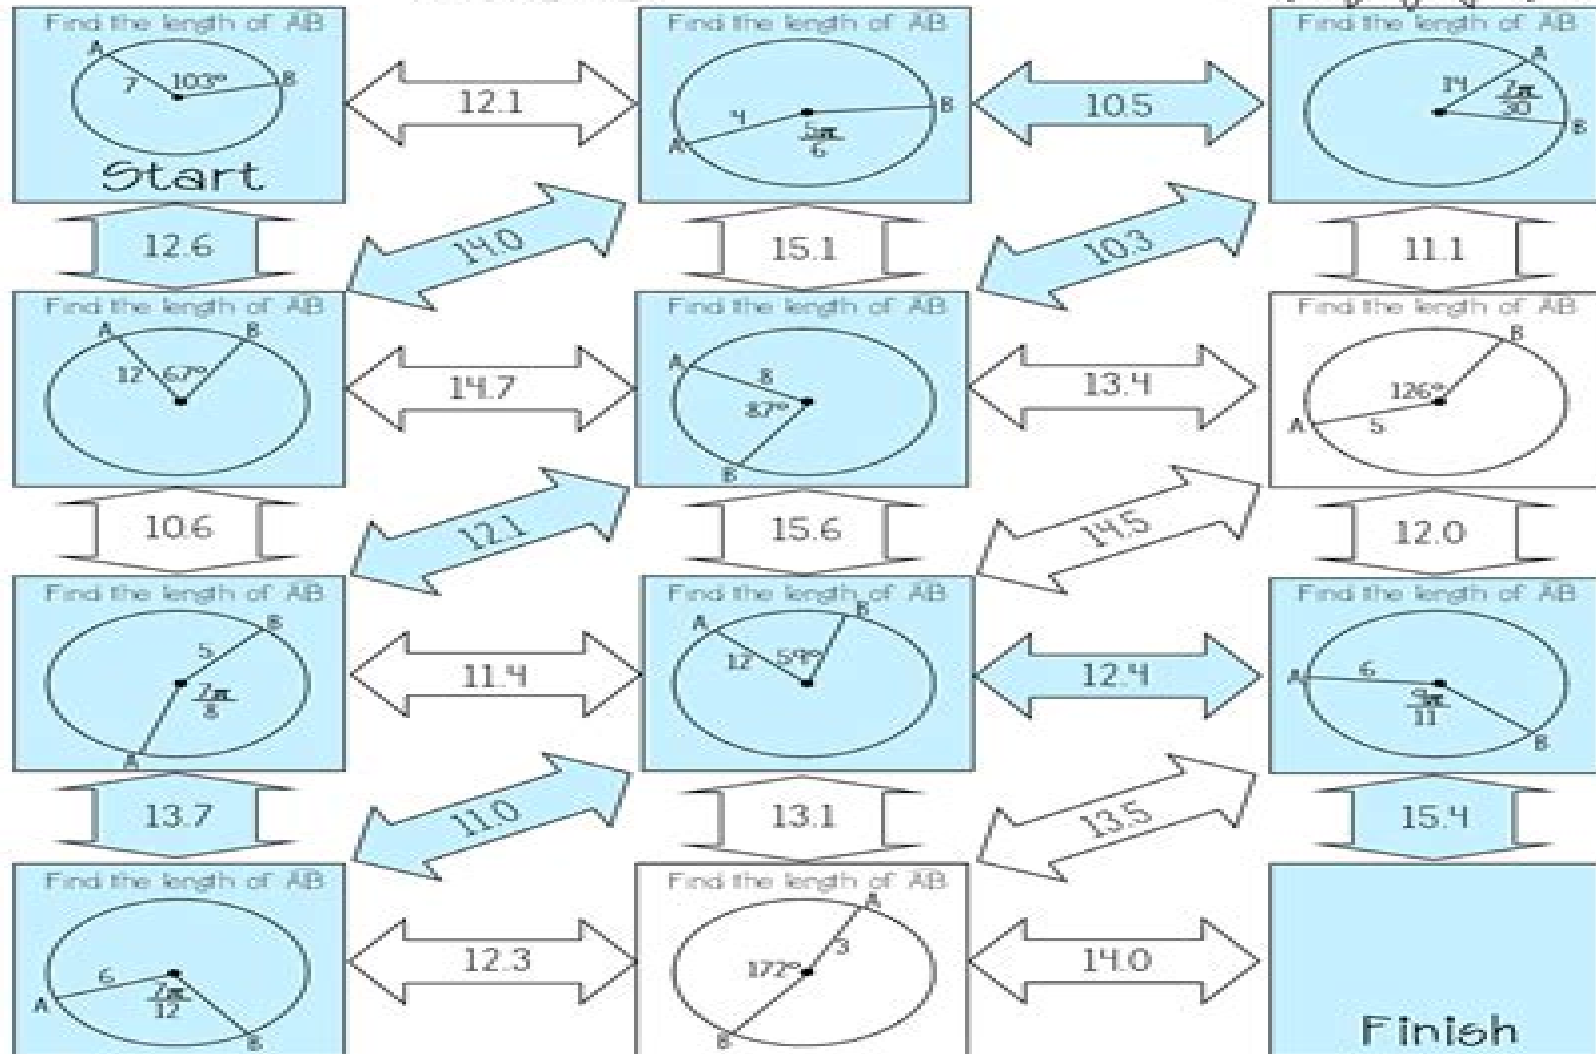 Find the length of AB
A
7
103°
B
Start
12.1
Find the length of AB
4
5π
6
A
B
10.5
Find the length of AB
A
14
7π
30
B
12.6
14.0
15.1
10.3
11.1
Find the length of AB
A
B
12
67°
14.7
Find the length of AB
A
8
87°
B
13.4
Find the length of AB
B
126°
A
5
10.6
12.1
15.6
14.5
12.0
Find the length of AB
B
5
7π
8
A
11.4
Find the length of AB
A
B
12
59°
12.4
Find the length of AB
A
6
9π
11
B
13.7
11.0
13.1
13.5
15.4
Find the length of AB
6
A
7π
12
B
12.3
Find the length of AB
A
3
172°
B
14.0
Finish